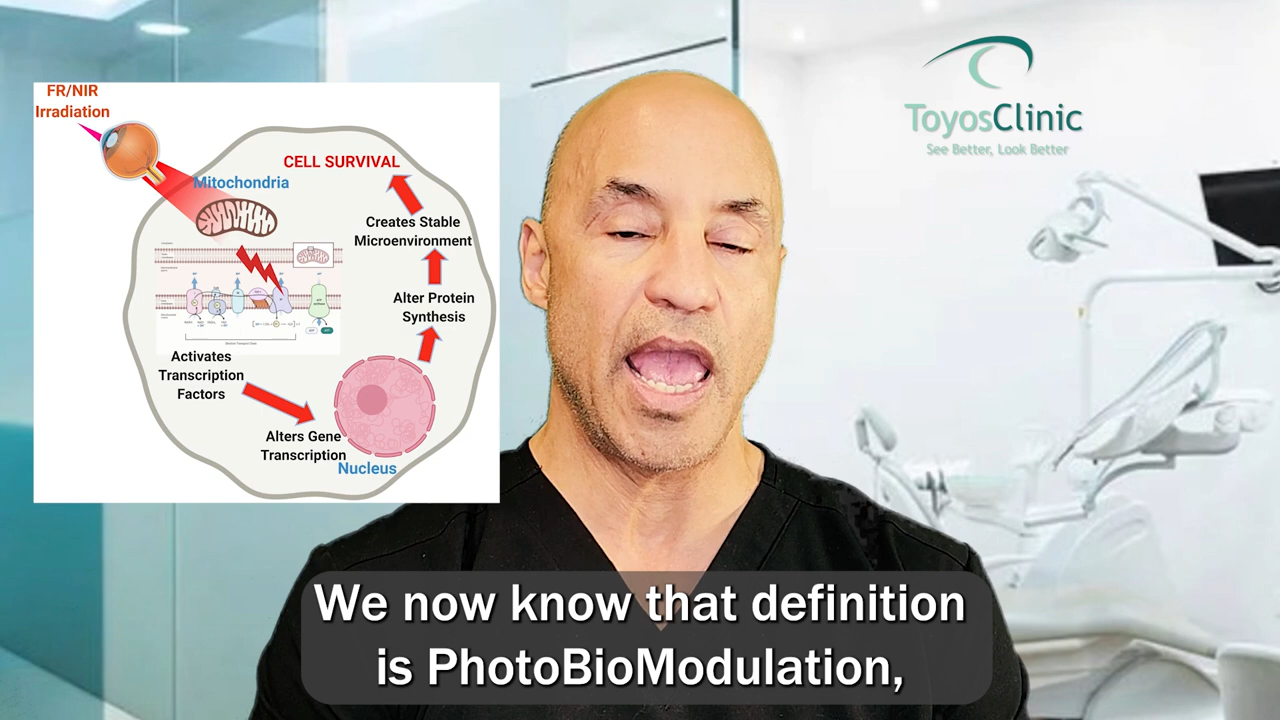 FR/NIR
Irradiation
CELL SURVIVAL
Mitochondria
Creates Stable
Microenvironment
Alter Protein
Synthesis
Activates
Transcription
Factors
Alters Gene
Transcription
Nucleus
ToyosClinic
See Better, Look Better
We now know that definition
is PhotoBioModulation,